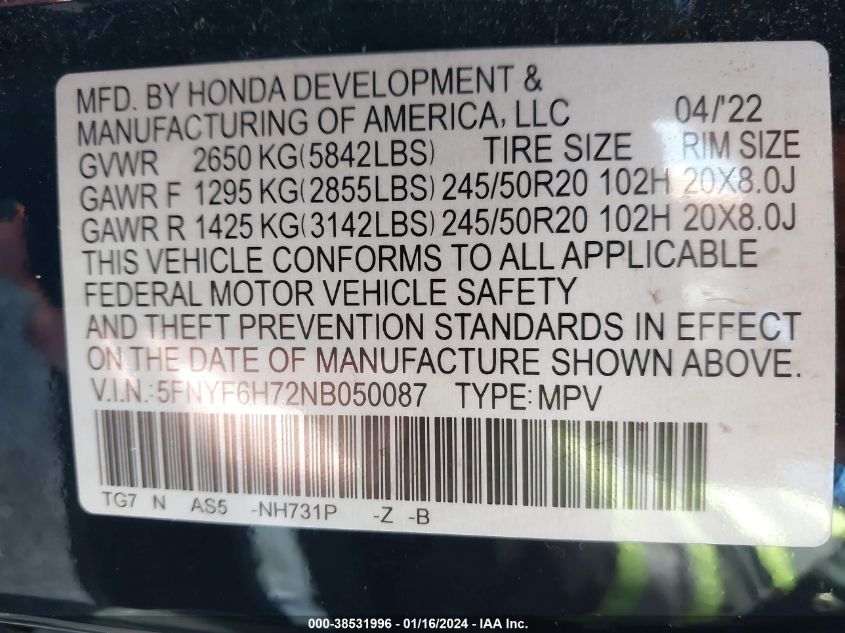 MFD. BY HONDA DEVELOPMENT &
MANUFACTURING OF AMERICA, LLC 04/'22
GVWR 2650 KG(5842LBS) TIRE SIZE RIM SIZE
GAWR F 1295 KG(2855LBS) 245/50R20 102H 20X8.0J
GAWR R 1425 KG(3142LBS) 245/50R20 102H 20X8.0J
THIS VEHICLE CONFORMS TO ALL APPLICABLE
FEDERAL MOTOR VEHICLE SAFETY
AND THEFT PREVENTION STANDARDS IN EFFECT
ON THE DATE OF MANUFACTURE SHOWN ABOVE.
V.I.N.: 5FNYF6H72NB050087 TYPE: MPV
TG7 N AS5 -NH731P -Z -B
000-38531996 - 01/16/2024 - IAA Inc.